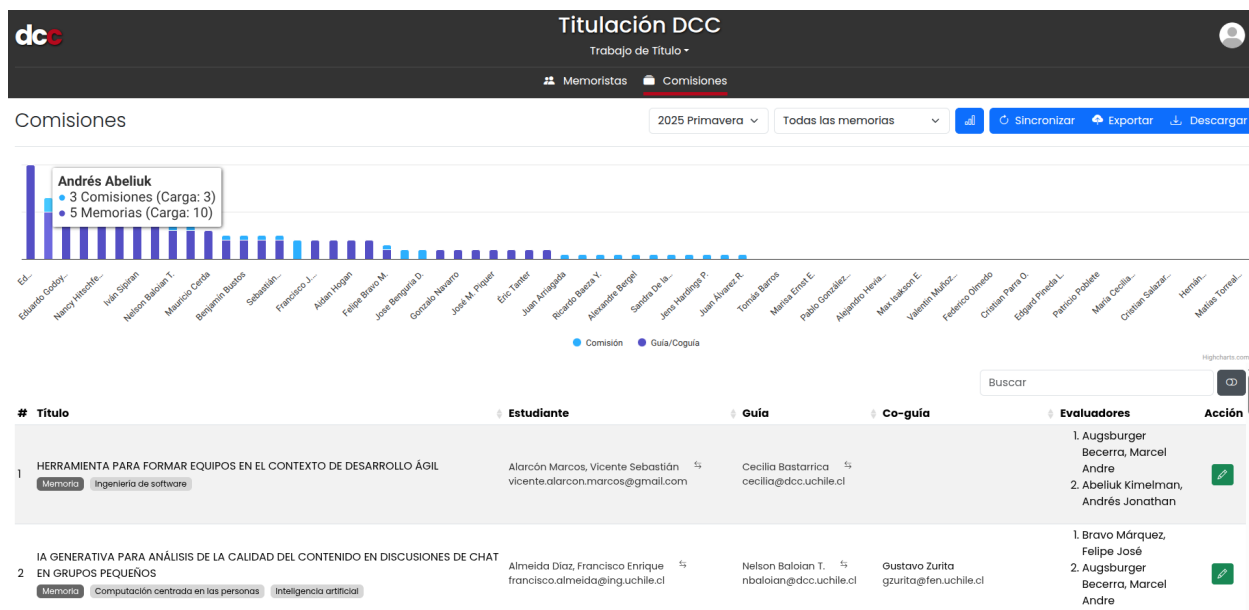 dcc
Titulación DCC
Trabajo de Título
Memoristas Comisiones
Comisiones
2025 Primavera Todas las memorias Sincronizar Exportar Descargar
Andrés Abeliuk
3 Comisiones (Carga: 3)
5 Memorias (Carga: 10)
Ed…
Eduardo Godoy…
Nancy Hitschfe…
Iván Sipiran
Nelson Baloian T.
Mauricio Cerda
Benjamin Bustos
Sebastián…
Francisco J.…
Aidan Hogan
Felipe Bravo M.
Jose Benguria D.
Gonzalo Navarro
José M. Piquer
Éric Tanter
Juan Arriagada
Ricardo Baeza Y.
Alexandre Bergel
Sandra De la…
Jens Hardings P.
Juan Álvarez R.
Tomás Barros
Marisa Ernst E.
Pablo González…
Alejandro Hevia…
Max Isakson E.
Valentin Muñoz…
Federico Olmedo
Cristian Parra O.
Edgard Pineda L.
Patricio Poblete
María Cecilia…
Cristian Salazar…
Hernán…
Matías Torreal…
Comisión Guía/Coguía
Highcharts.com
Buscar
# Título Estudiante Guía Co-guía Evaluadores Acción
1. Augsburger
Becerra, Marcel
Andre
2. Abeliuk Kimelman,
Andrés Jonathan
1 HERRAMIENTA PARA FORMAR EQUIPOS EN EL CONTEXTO DE DESARROLLO ÁGIL
Memoria Ingeniería de software
Alarcón Marcos, Vicente Sebastián
vicente.alarcon.marcos@gmail.com
Cecilia Bastarrica
cecilia@dcc.uchile.cl
1. Bravo Márquez,
Felipe José
2. Augsburger
Becerra, Marcel
Andre
2 IA GENERATIVA PARA ANÁLISIS DE LA CALIDAD DEL CONTENIDO EN DISCUSIONES DE CHAT
EN GRUPOS PEQUEÑOS
Memoria Computación centrada en las personas Inteligencia artificial
Almeida Díaz, Francisco Enrique
francisco.almeida@ing.uchile.cl
Nelson Baloian T.
nbaloian@dcc.uchile.cl
Gustavo Zurita
gzurita@fen.uchile.cl